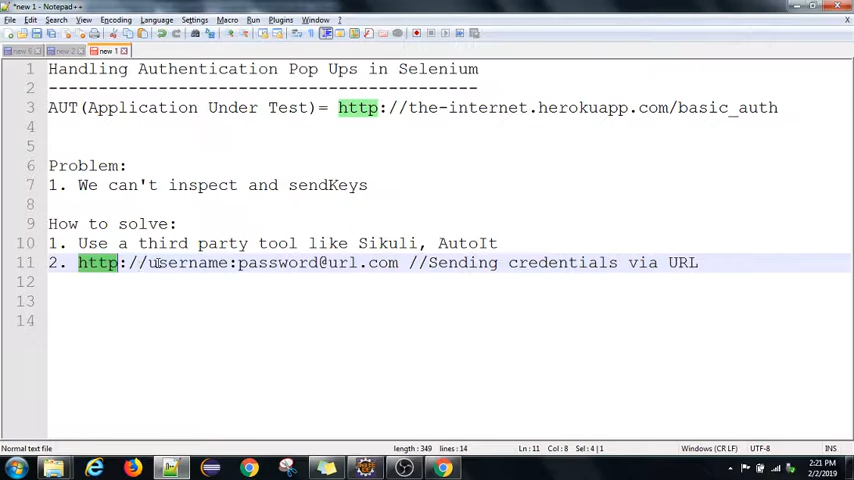 *new 1 - Notepad++
File Edit Search View Encoding Language Settings Macro Run Plugins Window ?
X
new 6 new 2 new 1
1 Handling Authentication Pop Ups in Selenium
2 -------------------------------------------
3 AUT(Application Under Test)= http://the-internet.herokuapp.com/basic_auth
4
5
6 Problem:
7 1. We can't inspect and sendKeys
8
9 How to solve:
10 1. Use a third party tool like Sikuli, AutoIt
11 2. http://username:password@url.com //Sending credentials via URL
12
13
14
Normal text file length : 349 lines : 14 Ln : 11 Col : 8 Sel : 4 | 1 Windows (CR LF) UTF-8 INS
2:21 PM
2/2/2019